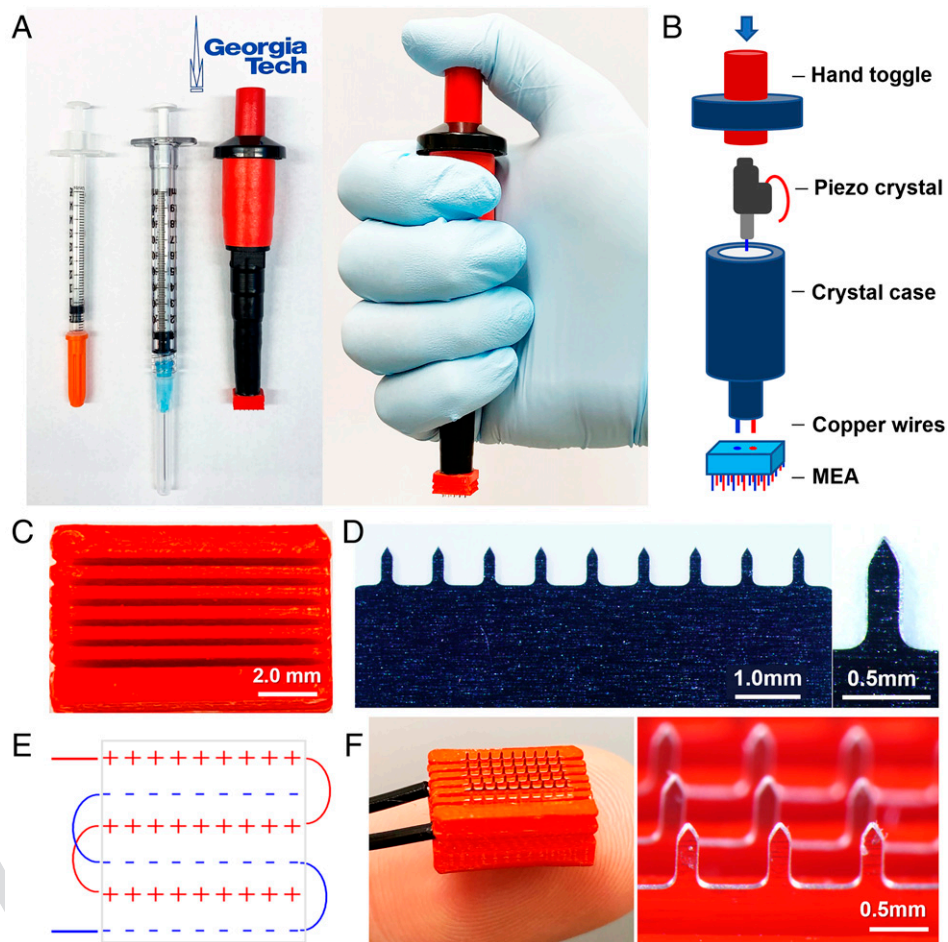 A
Georgia
Tech
B
Hand toggle
Piezo crystal
Crystal case
Copper wires
MEA
C
2.0 mm
D
1.0mm
0.5mm
E
F
0.5mm